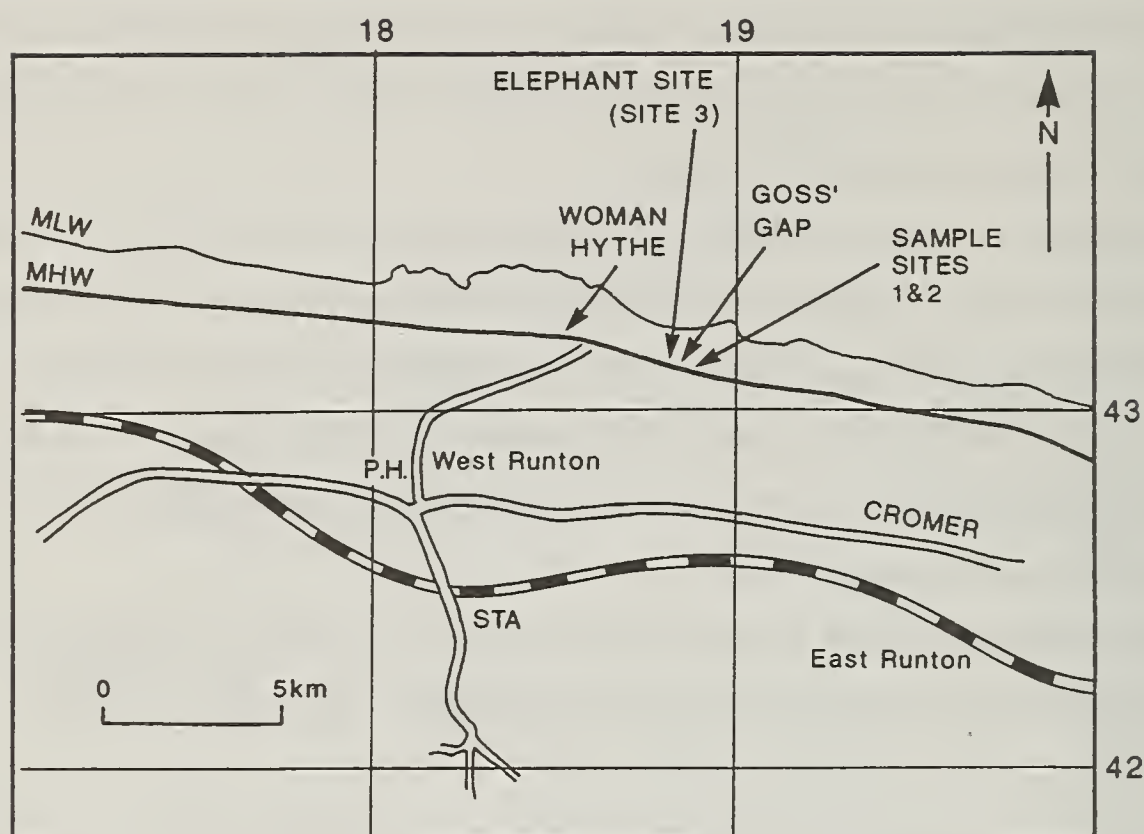 18
19
ELEPHANT SITE
(SITE 3)
N
GOSS'
GAP
WOMAN
HYTHE
SAMPLE
SITES
1&2
MLW
MHW
43
P.H.
West Runton
CROMER
STA
East Runton
0
5km
42